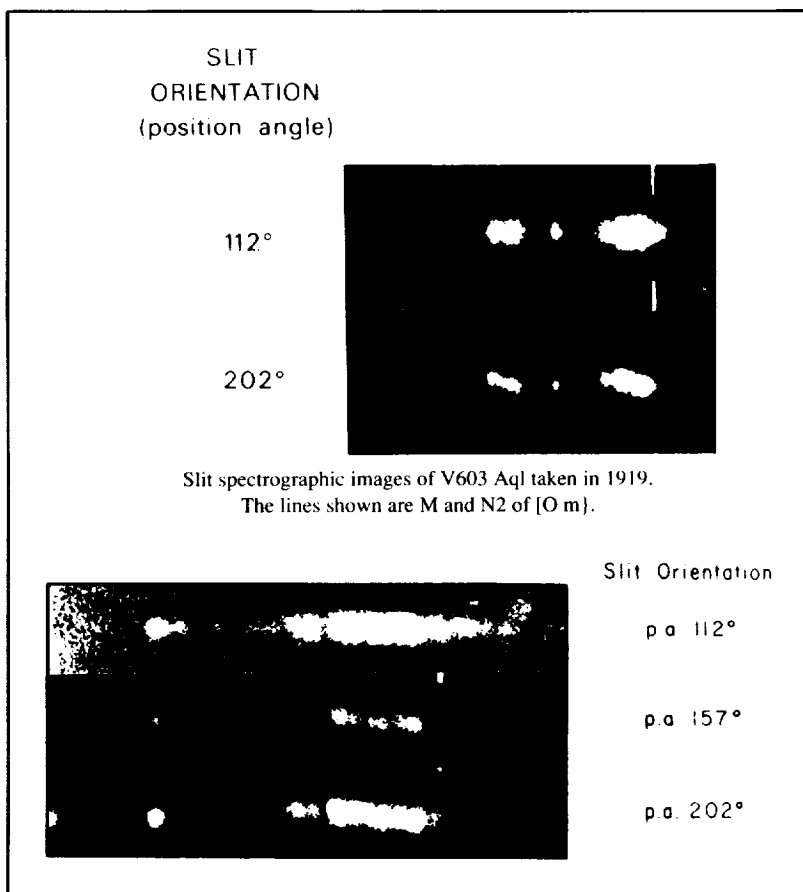 SLIT
ORIENTATION
(position angle)
112°
202°
Slit spectrographic images of V603 Aql taken in 1919.
The lines shown are M and N2 of [O m}.
Slit Orientation
p a 112°
p.a 157°
p.a. 202°